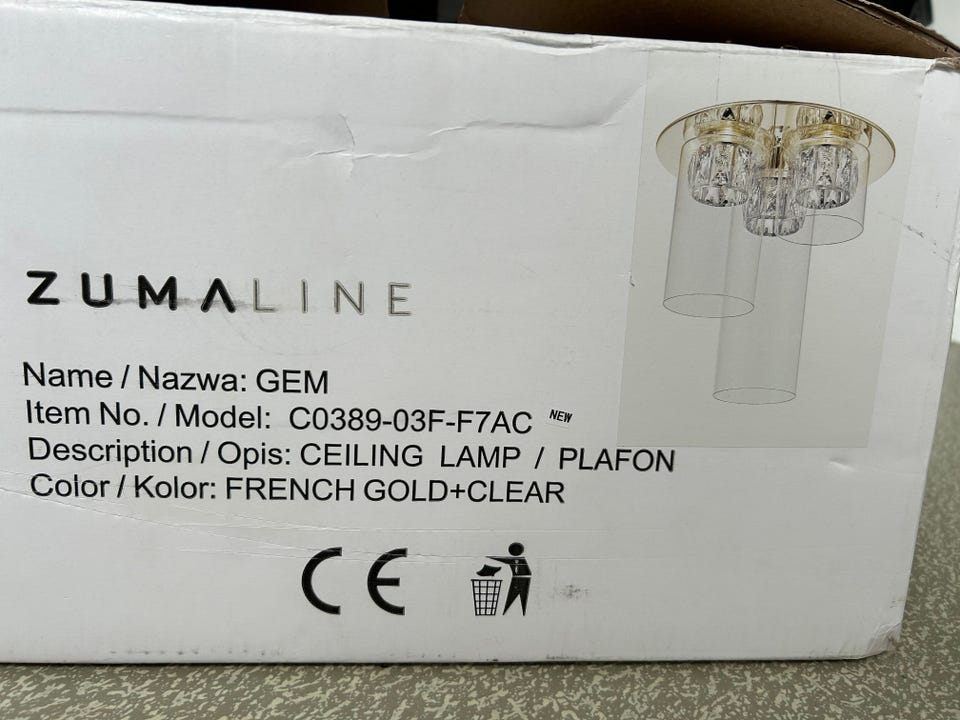 ZUMALINE
Name / Nazwa: GEM
Item No. / Model: C0389-03F-F7AC NEW
Description / Opis: CEILING LAMP / PLAFON
Color / Kolor: FRENCH GOLD+CLEAR
CE